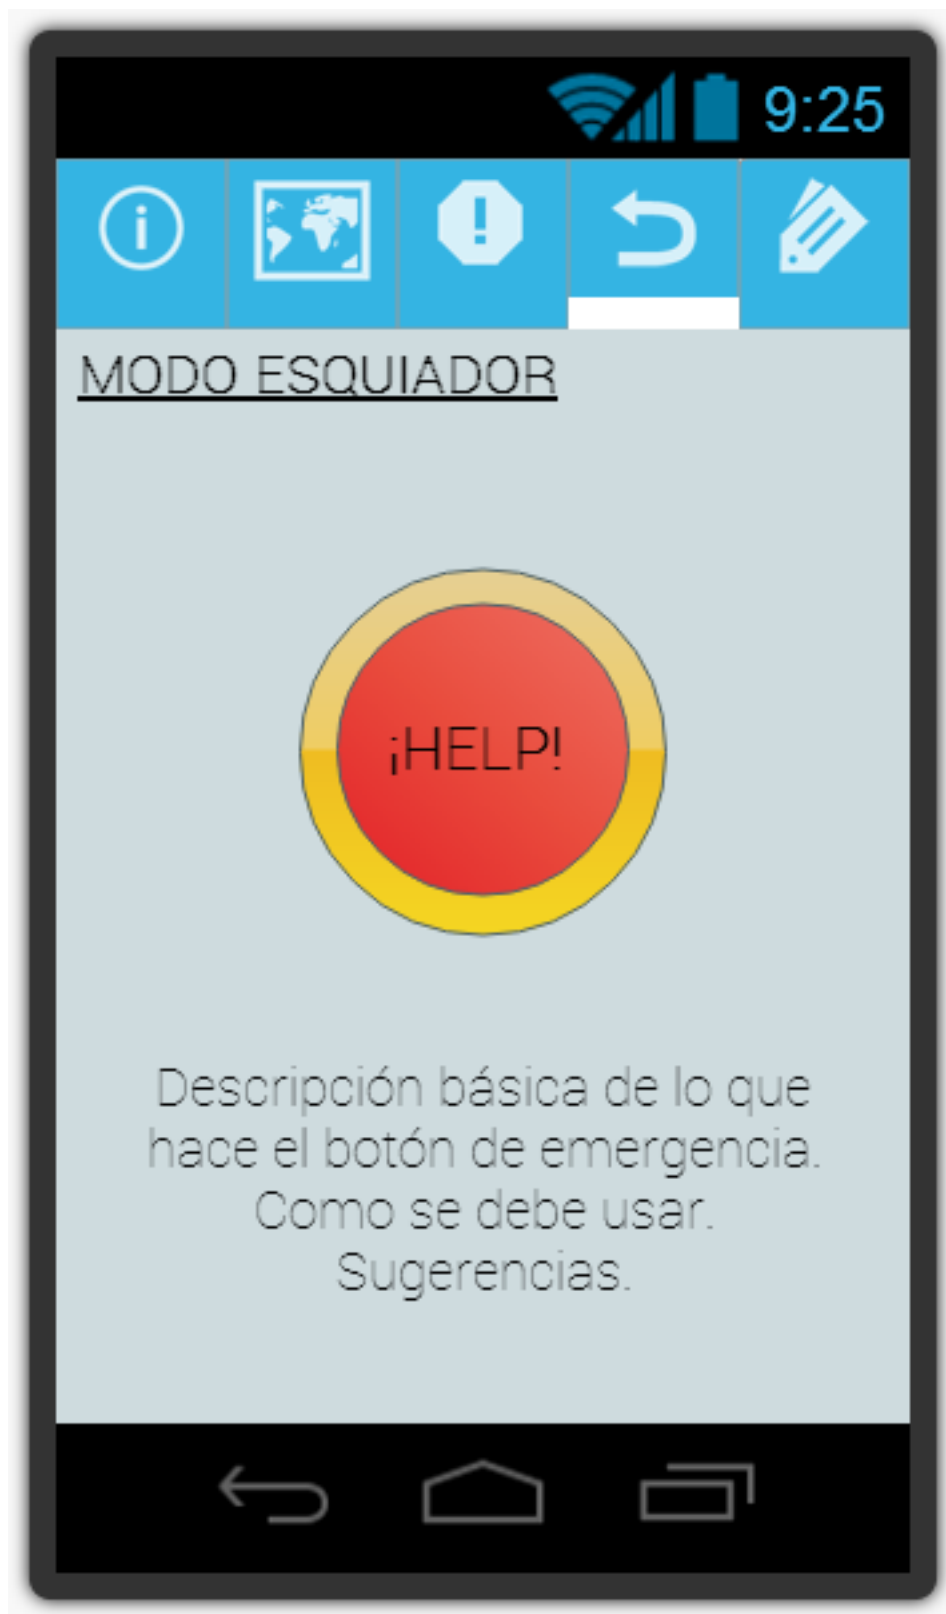 9:25
MODO ESQUIADOR
¡HELP!
Descripción básica de lo que
hace el botón de emergencia.
Como se debe usar.
Sugerencias.